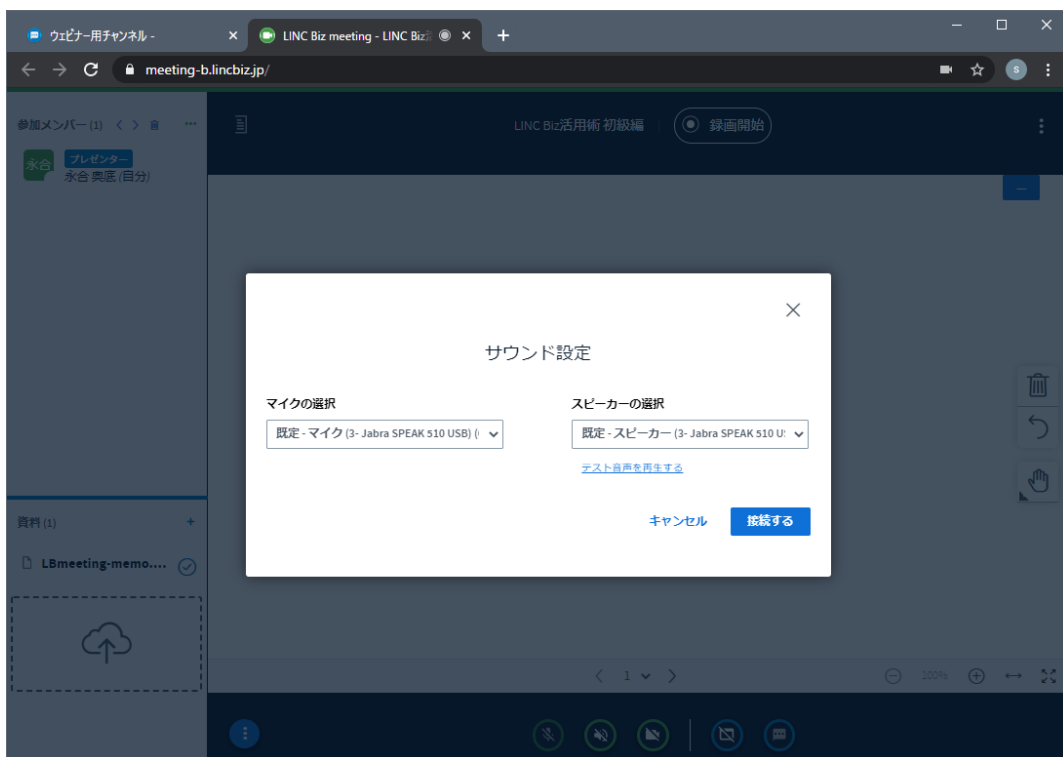 ウェビナー用チャンネル -
LINC Biz meeting - LINC Biz
meeting-b.lincbiz.jp/
S
参加メンバー (1)
LINC Biz活用術 初級編
録画開始
永合
プレゼンター
永合 奥底 (自分)
サウンド設定
マイクの選択
スピーカーの選択
既定 - マイク (3- Jabra SPEAK 510 USB) (
既定 - スピーカー (3- Jabra SPEAK 510 U
テスト音声を再生する
キャンセル
接続する
資料 (1)
LBmeeting-memo....
1
100%